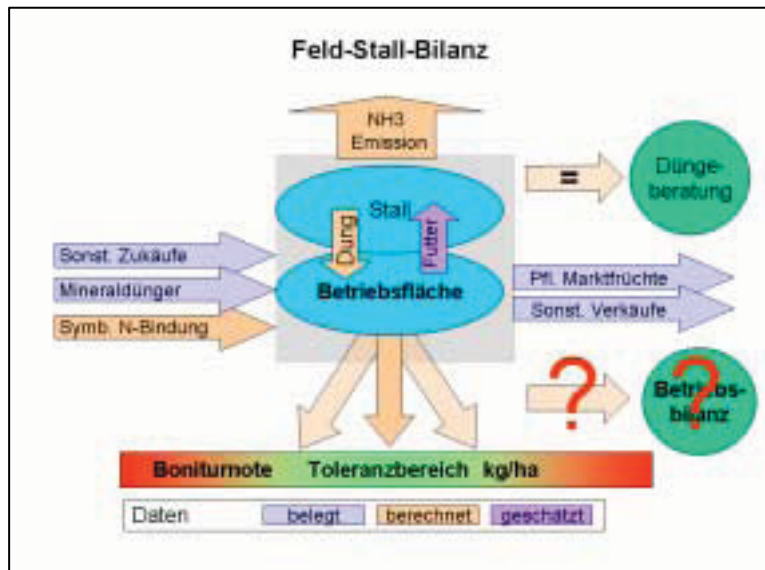 Feld-Stall-Bilanz
NH3
Emission
=
Dünge-
beratung
Stall
Dung
Futter
Sonst. Zukäufe
Mineraldünger
Symb. N-Bindung
Betriebsfläche
Pfl. Marktfrüchte
Sonst. Verkäufe
?
?
Betriebs-
bilanz
Boniturnote Toleranzbereich kg/ha
Daten belegt berechnet geschätzt